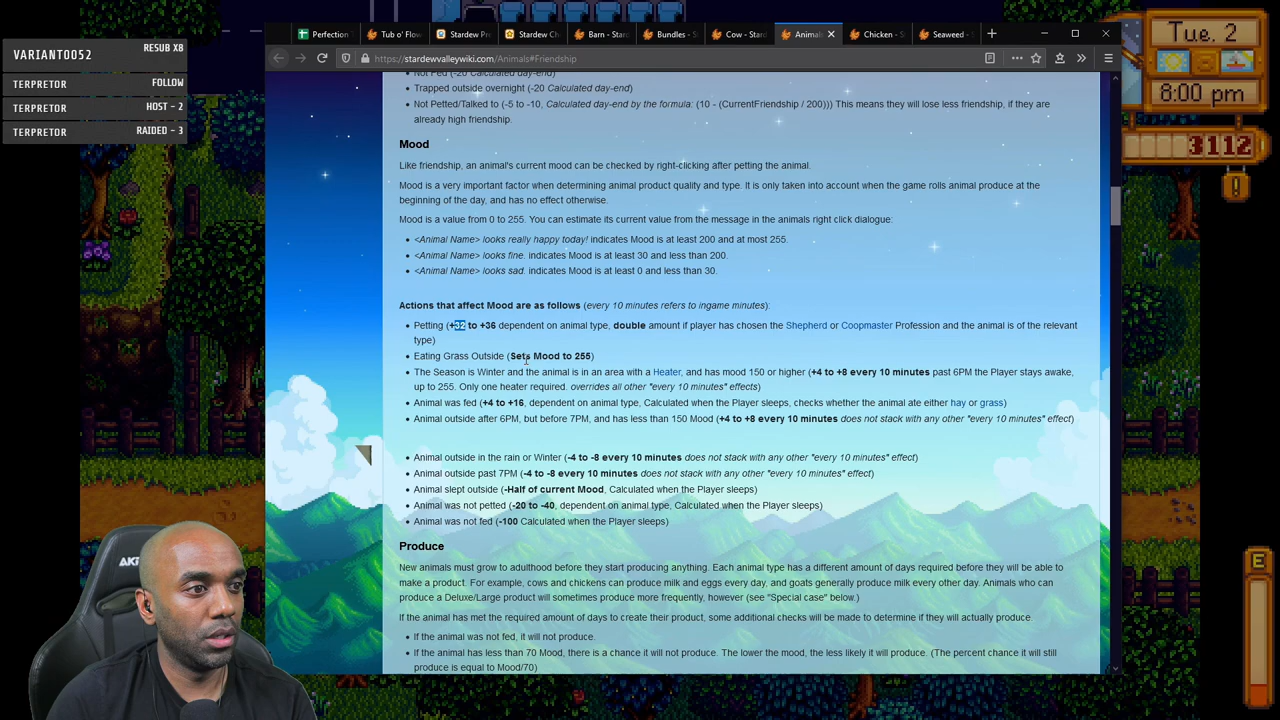 VARIANT0052
RESUB X8
TERPRETOR
FOLLOW
TERPRETOR
HOST - 2
TERPRETOR
RAIDED - 3
Perfection
Tub o' Flow
Stardew Pre
Stardew Ch
Barn - Stard
Bundles - S
Cow - Stard
Animals
Chicken - S
Seaweed -
https://stardewvalleywiki.com/Animals#Friendship
Tue. 2
8:00 pm
3112
Not Fed (-20 Calculated day-end)
Trapped outside overnight (-20 Calculated day-end)
Not Petted/Talked to (-5 to -10, Calculated day-end by the formula: (10 - (CurrentFriendship / 200))) This means they will lose less friendship, if they are
already high friendship.
Mood
Like friendship, an animal's current mood can be checked by right-clicking after petting the animal.
Mood is a very important factor when determining animal product quality and type. It is only taken into account when the game rolls animal produce at the
beginning of the day, and has no effect otherwise.
Mood is a value from 0 to 255. You can estimate its current value from the message in the animals right click dialogue:
<Animal Name> looks really happy today! indicates Mood is at least 200 and at most 255.
<Animal Name> looks fine. indicates Mood is at least 30 and less than 200.
<Animal Name> looks sad. indicates Mood is at least 0 and less than 30.
Actions that affect Mood are as follows (every 10 minutes refers to ingame minutes):
Petting (+32 to +36 dependent on animal type, double amount if player has chosen the Shepherd or Coopmaster Profession and the animal is of the relevant
type)
Eating Grass Outside (Sets Mood to 255)
The Season is Winter and the animal is in an area with a Heater, and has mood 150 or higher (+4 to +8 every 10 minutes past 6PM the Player stays awake,
up to 255. Only one heater required. overrides all other "every 10 minutes" effects)
Animal was fed (+4 to +16, dependent on animal type, Calculated when the Player sleeps, checks whether the animal ate either hay or grass)
Animal outside after 6PM, but before 7PM, and has less than 150 Mood (+4 to +8 every 10 minutes does not stack with any other "every 10 minutes" effect)
Animal outside in the rain or Winter (-4 to -8 every 10 minutes does not stack with any other "every 10 minutes" effect)
Animal outside past 7PM (-4 to -8 every 10 minutes does not stack with any other "every 10 minutes" effect)
Animal slept outside (-Half of current Mood, Calculated when the Player sleeps)
Animal was not petted (-20 to -40, dependent on animal type, Calculated when the Player sleeps)
Animal was not fed (-100 Calculated when the Player sleeps)
Produce
New animals must grow to adulthood before they start producing anything. Each animal type has a different amount of days required before they will be able to
make a product. For example, cows and chickens can produce milk and eggs every day, and goats generally produce milk every other day. Animals who can
produce a Deluxe/Large product will sometimes produce more frequently, however (see "Special case" below.)
If the animal has met the required amount of days to create their product, some additional checks will be made to determine if they will actually produce.
If the animal was not fed, it will not produce.
If the animal has less than 70 Mood, there is a chance it will not produce. The lower the mood, the less likely it will produce. (The percent chance it will still
produce is equal to Mood/70)
E